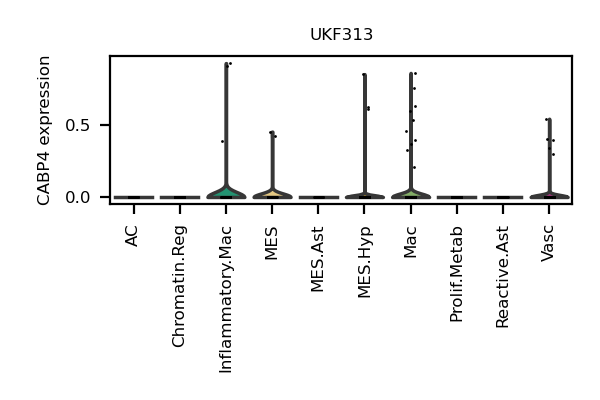 UKF313
CABP4 expression
0.5
0.0
AC
Chromatin.Reg
Inflammatory.Mac
MES
MES.Ast
MES.Hyp
Mac
Prolif.Metab
Reactive.Ast
Vasc